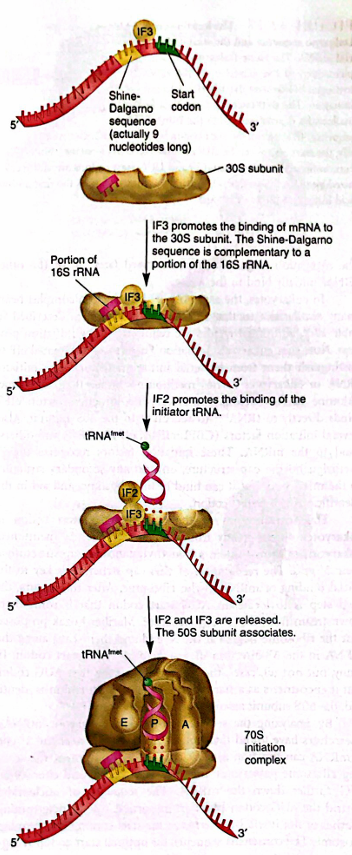 IF3
Shine-
Dalgarno
sequence
(actually 9
nucleotides long)
Start
codon
5′
3′
30S subunit
IF3 promotes the binding of mRNA to
the 30S subunit. The Shine-Dalgarno
sequence is complementary to a
portion of the 16S rRNA.
Portion of
16S rRNA
IF3
5′
3′
IF2 promotes the binding of the
initiator tRNA.
tRNAfmet
IF2
IF3
5′
3′
IF2 and IF3 are released.
The 50S subunit associates.
tRNAfmet
E
P
A
70S
initiation
complex
5′
3′